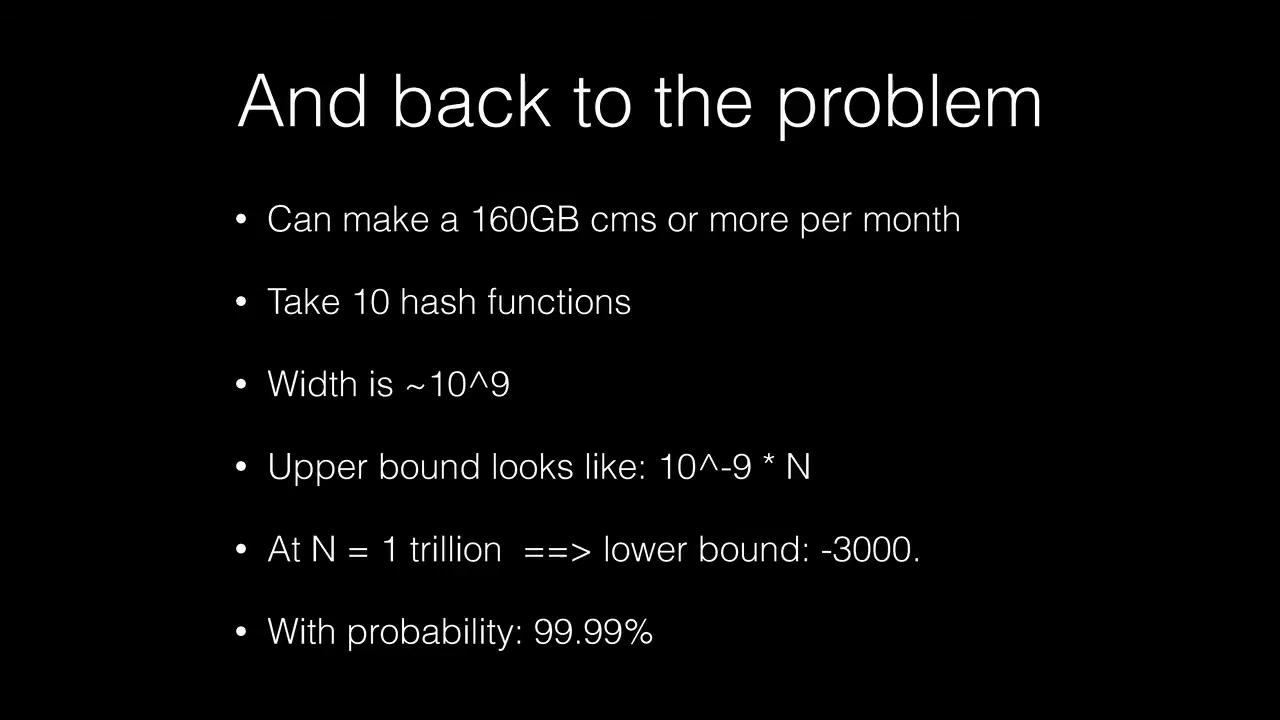 And back to the problem
• Can make a 160GB cms or more per month
• Take 10 hash functions
• Width is ~10^9
• Upper bound looks like: 10^-9 * N
• At N = 1 trillion ==> lower bound: -3000.
• With probability: 99.99%